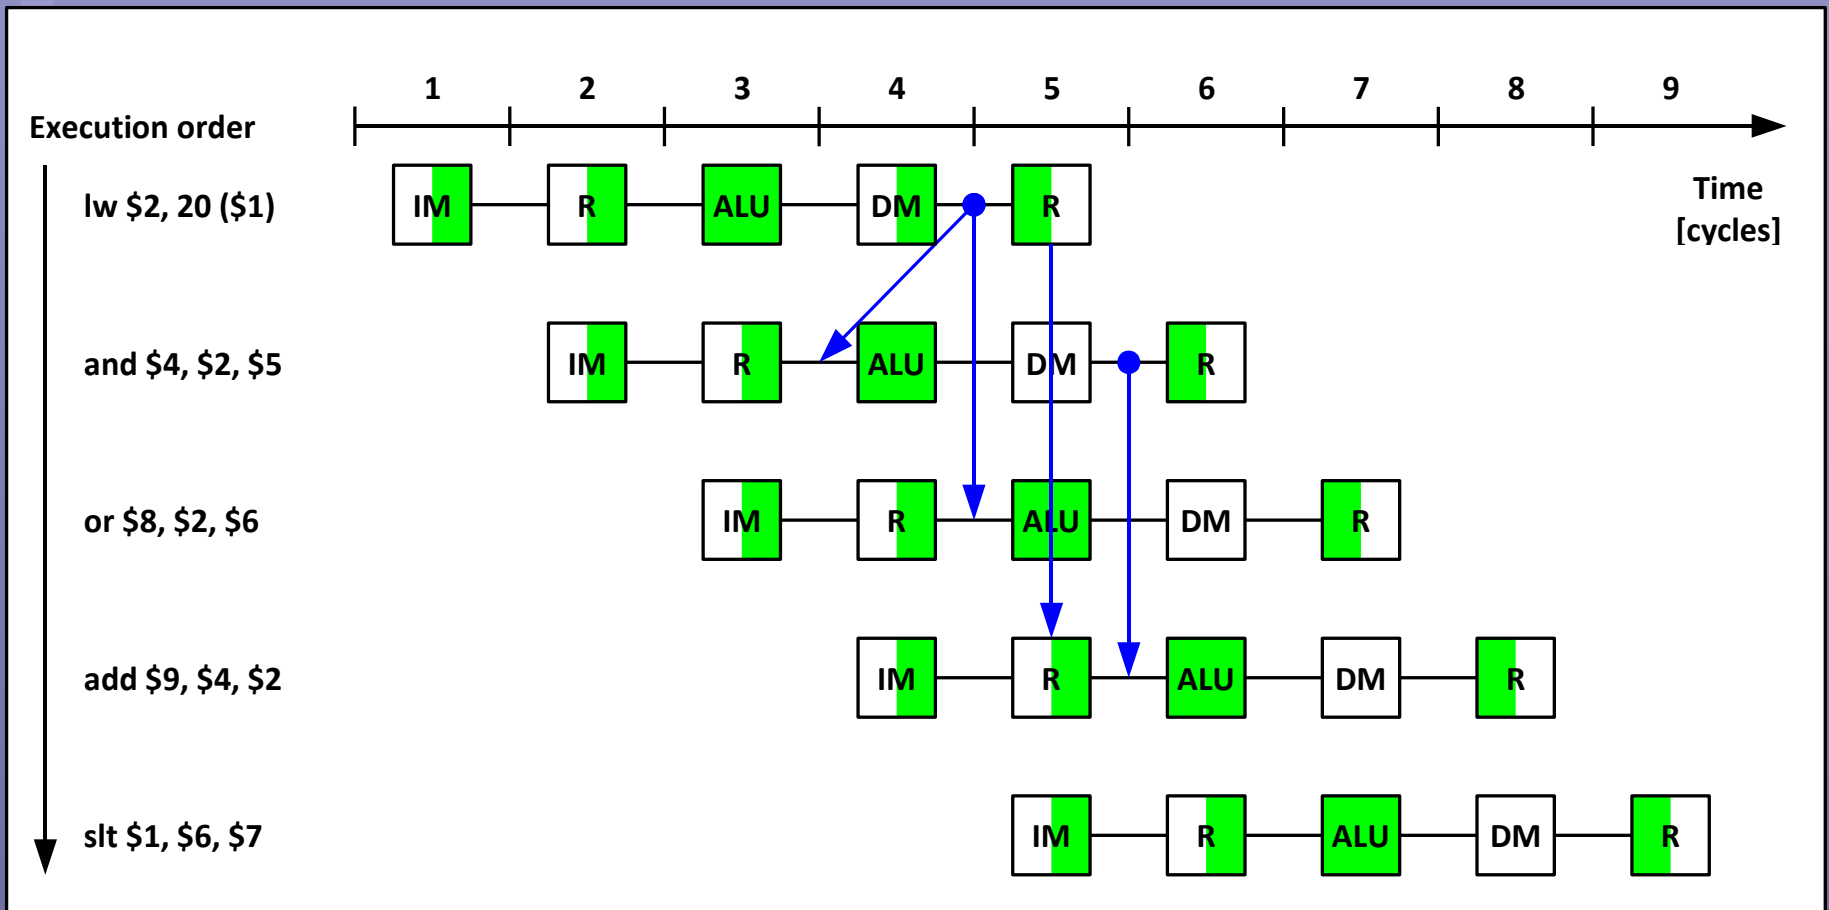 1 2 3 4 5 6 7 8 9
Execution order
lw $2, 20 ($1) IM R ALU DM R Time
[cycles]
and $4, $2, $5 IM R ALU DM R
or $8, $2, $6 IM R ALU DM R
add $9, $4, $2 IM R ALU DM R
slt $1, $6, $7 IM R ALU DM R